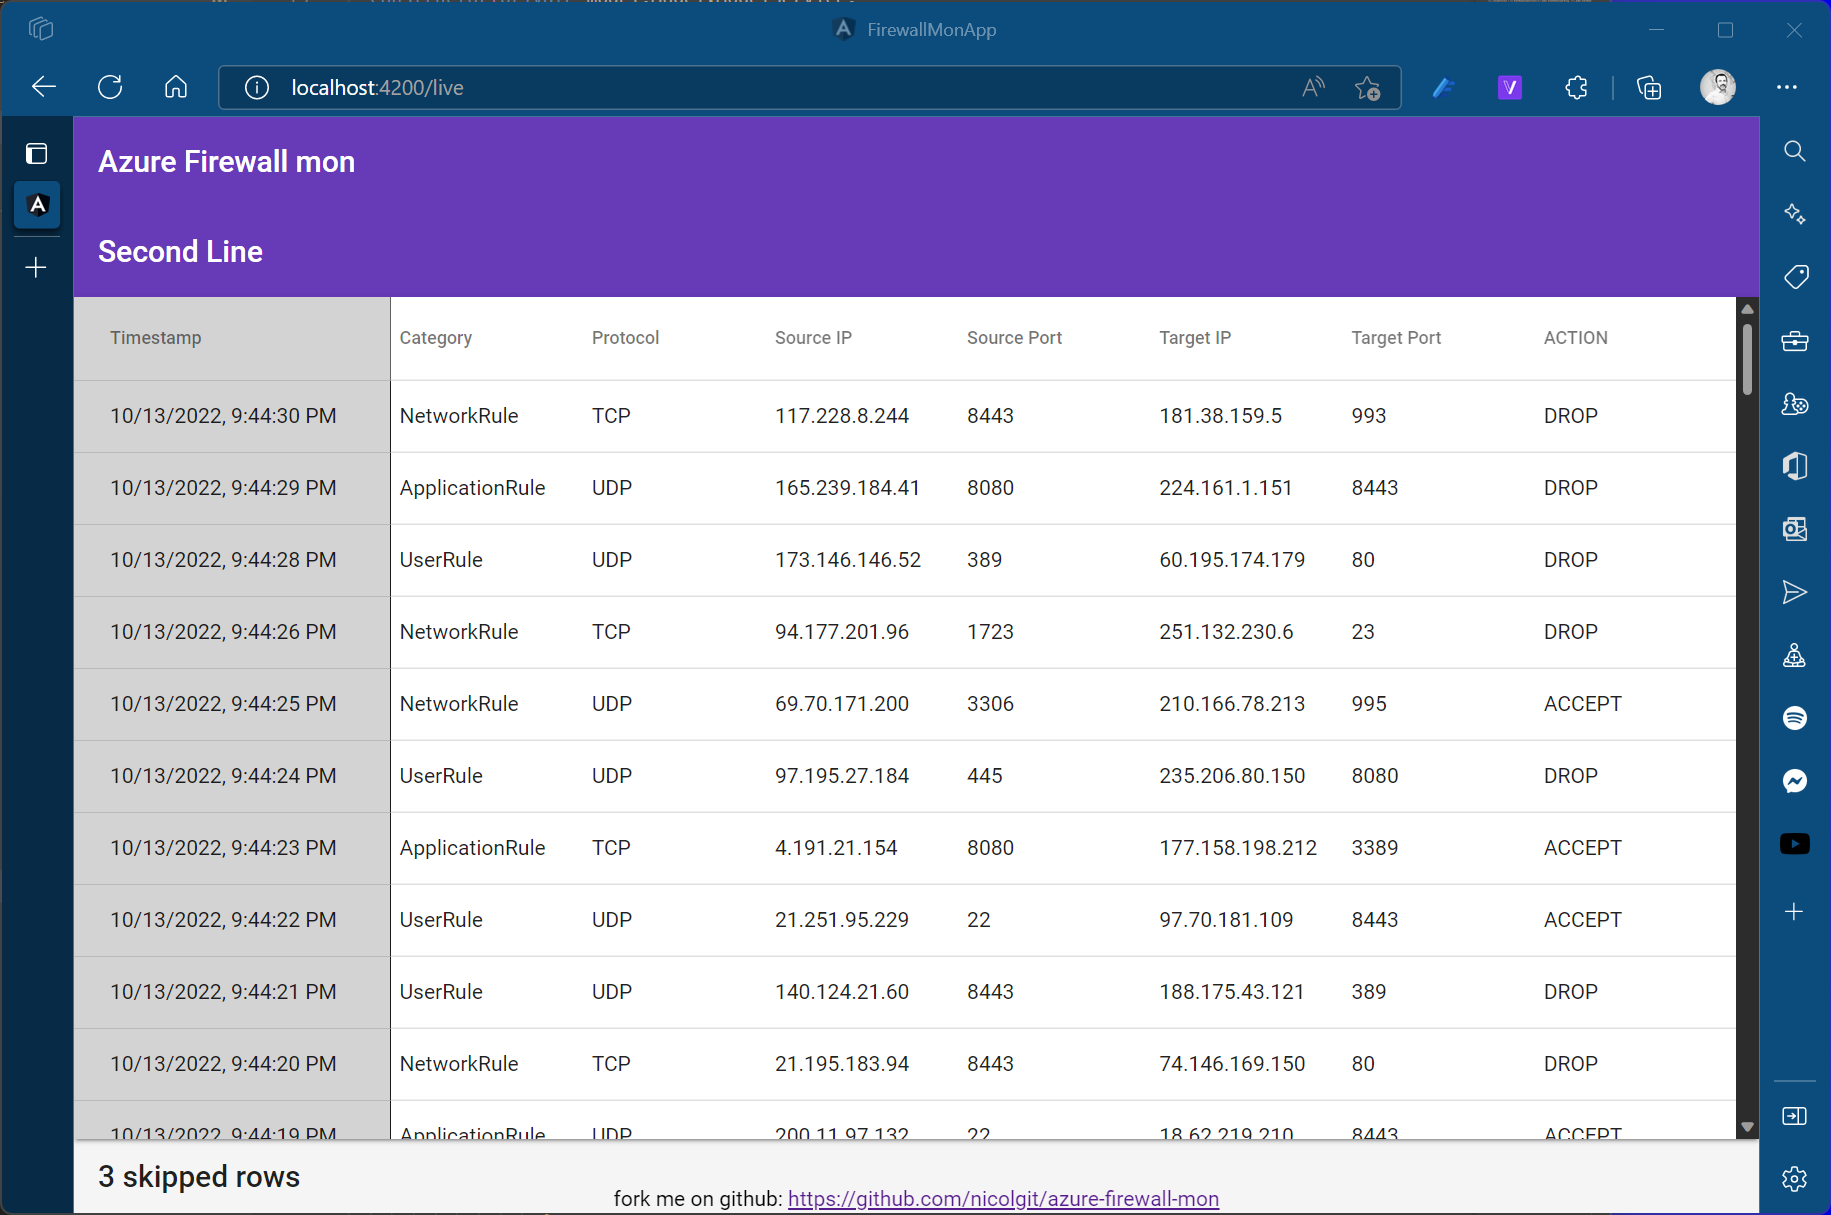 FirewallMonApp
localhost:4200/live
Azure Firewall mon
Second Line
Timestamp Category Protocol Source IP Source Port Target IP Target Port ACTION
10/13/2022, 9:44:30 PM NetworkRule TCP 117.228.8.244 8443 181.38.159.5 993 DROP
10/13/2022, 9:44:29 PM ApplicationRule UDP 165.239.184.41 8080 224.161.1.151 8443 DROP
10/13/2022, 9:44:28 PM UserRule UDP 173.146.146.52 389 60.195.174.179 80 DROP
10/13/2022, 9:44:26 PM NetworkRule TCP 94.177.201.96 1723 251.132.230.6 23 DROP
10/13/2022, 9:44:25 PM NetworkRule UDP 69.70.171.200 3306 210.166.78.213 995 ACCEPT
10/13/2022, 9:44:24 PM UserRule UDP 97.195.27.184 445 235.206.80.150 8080 DROP
10/13/2022, 9:44:23 PM ApplicationRule TCP 4.191.21.154 8080 177.158.198.212 3389 ACCEPT
10/13/2022, 9:44:22 PM UserRule UDP 21.251.95.229 22 97.70.181.109 8443 ACCEPT
10/13/2022, 9:44:21 PM UserRule UDP 140.124.21.60 8443 188.175.43.121 389 DROP
10/13/2022, 9:44:20 PM NetworkRule TCP 21.195.183.94 8443 74.146.169.150 80 DROP
10/13/2022, 9:44:19 PM ApplicationRule UDP 200.11.97.132 22 18.62.219.210 8443 ACCEPT
3 skipped rows
fork me on github: https://github.com/nicolgit/azure-firewall-mon